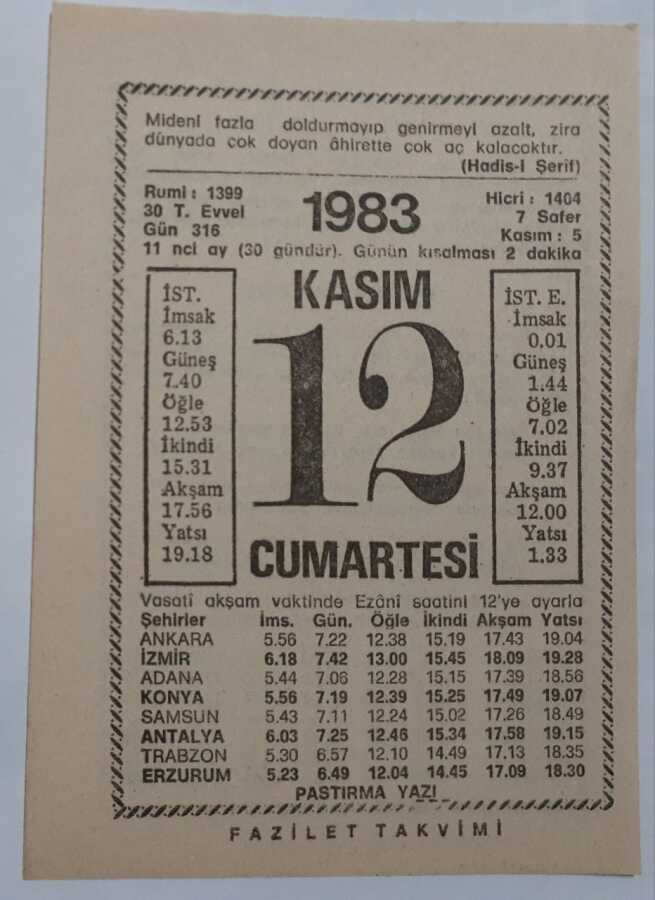 Mideni fazla doldurmayıp genirmeyi azalt, zira
dünyada çok doyan âhirette çok aç kalacaktır.
(Hadis-i Şerif)
Rumi : 1399
30 T. Evvel
Gün 316
1983
Hicri : 1404
7 Safer
Kasım : 5
11 nci ay (30 gündür). Günün kısalması 2 dakika
KASIM
12
CUMARTESİ
İST.
İmsak
6.13
Güneş
7.40
Öğle
12.53
İkindi
15.31
Akşam
17.56
Yatsı
19.18
İST. E.
İmsak
0.01
Güneş
1.44
Öğle
7.02
İkindi
9.37
Akşam
12.00
Yatsı
1.33
Vasatî akşam vaktinde Ezânî saatini 12'ye ayarla
Şehirler İms. Gün. Öğle İkindi Akşam Yatsı
ANKARA 5.56 7.22 12.38 15.19 17.43 19.04
İZMİR 6.18 7.42 13.00 15.45 18.09 19.28
ADANA 5.44 7.06 12.28 15.15 17.39 18.56
KONYA 5.56 7.19 12.39 15.25 17.49 19.07
SAMSUN 5.43 7.11 12.24 15.02 17.26 18.49
ANTALYA 6.03 7.25 12.46 15.34 17.58 19.15
TRABZON 5.30 6.57 12.10 14.49 17.13 18.35
ERZURUM 5.23 6.49 12.04 14.45 17.09 18.30
PASTIRMA YAZI
FAZİLET TAKVİMİ